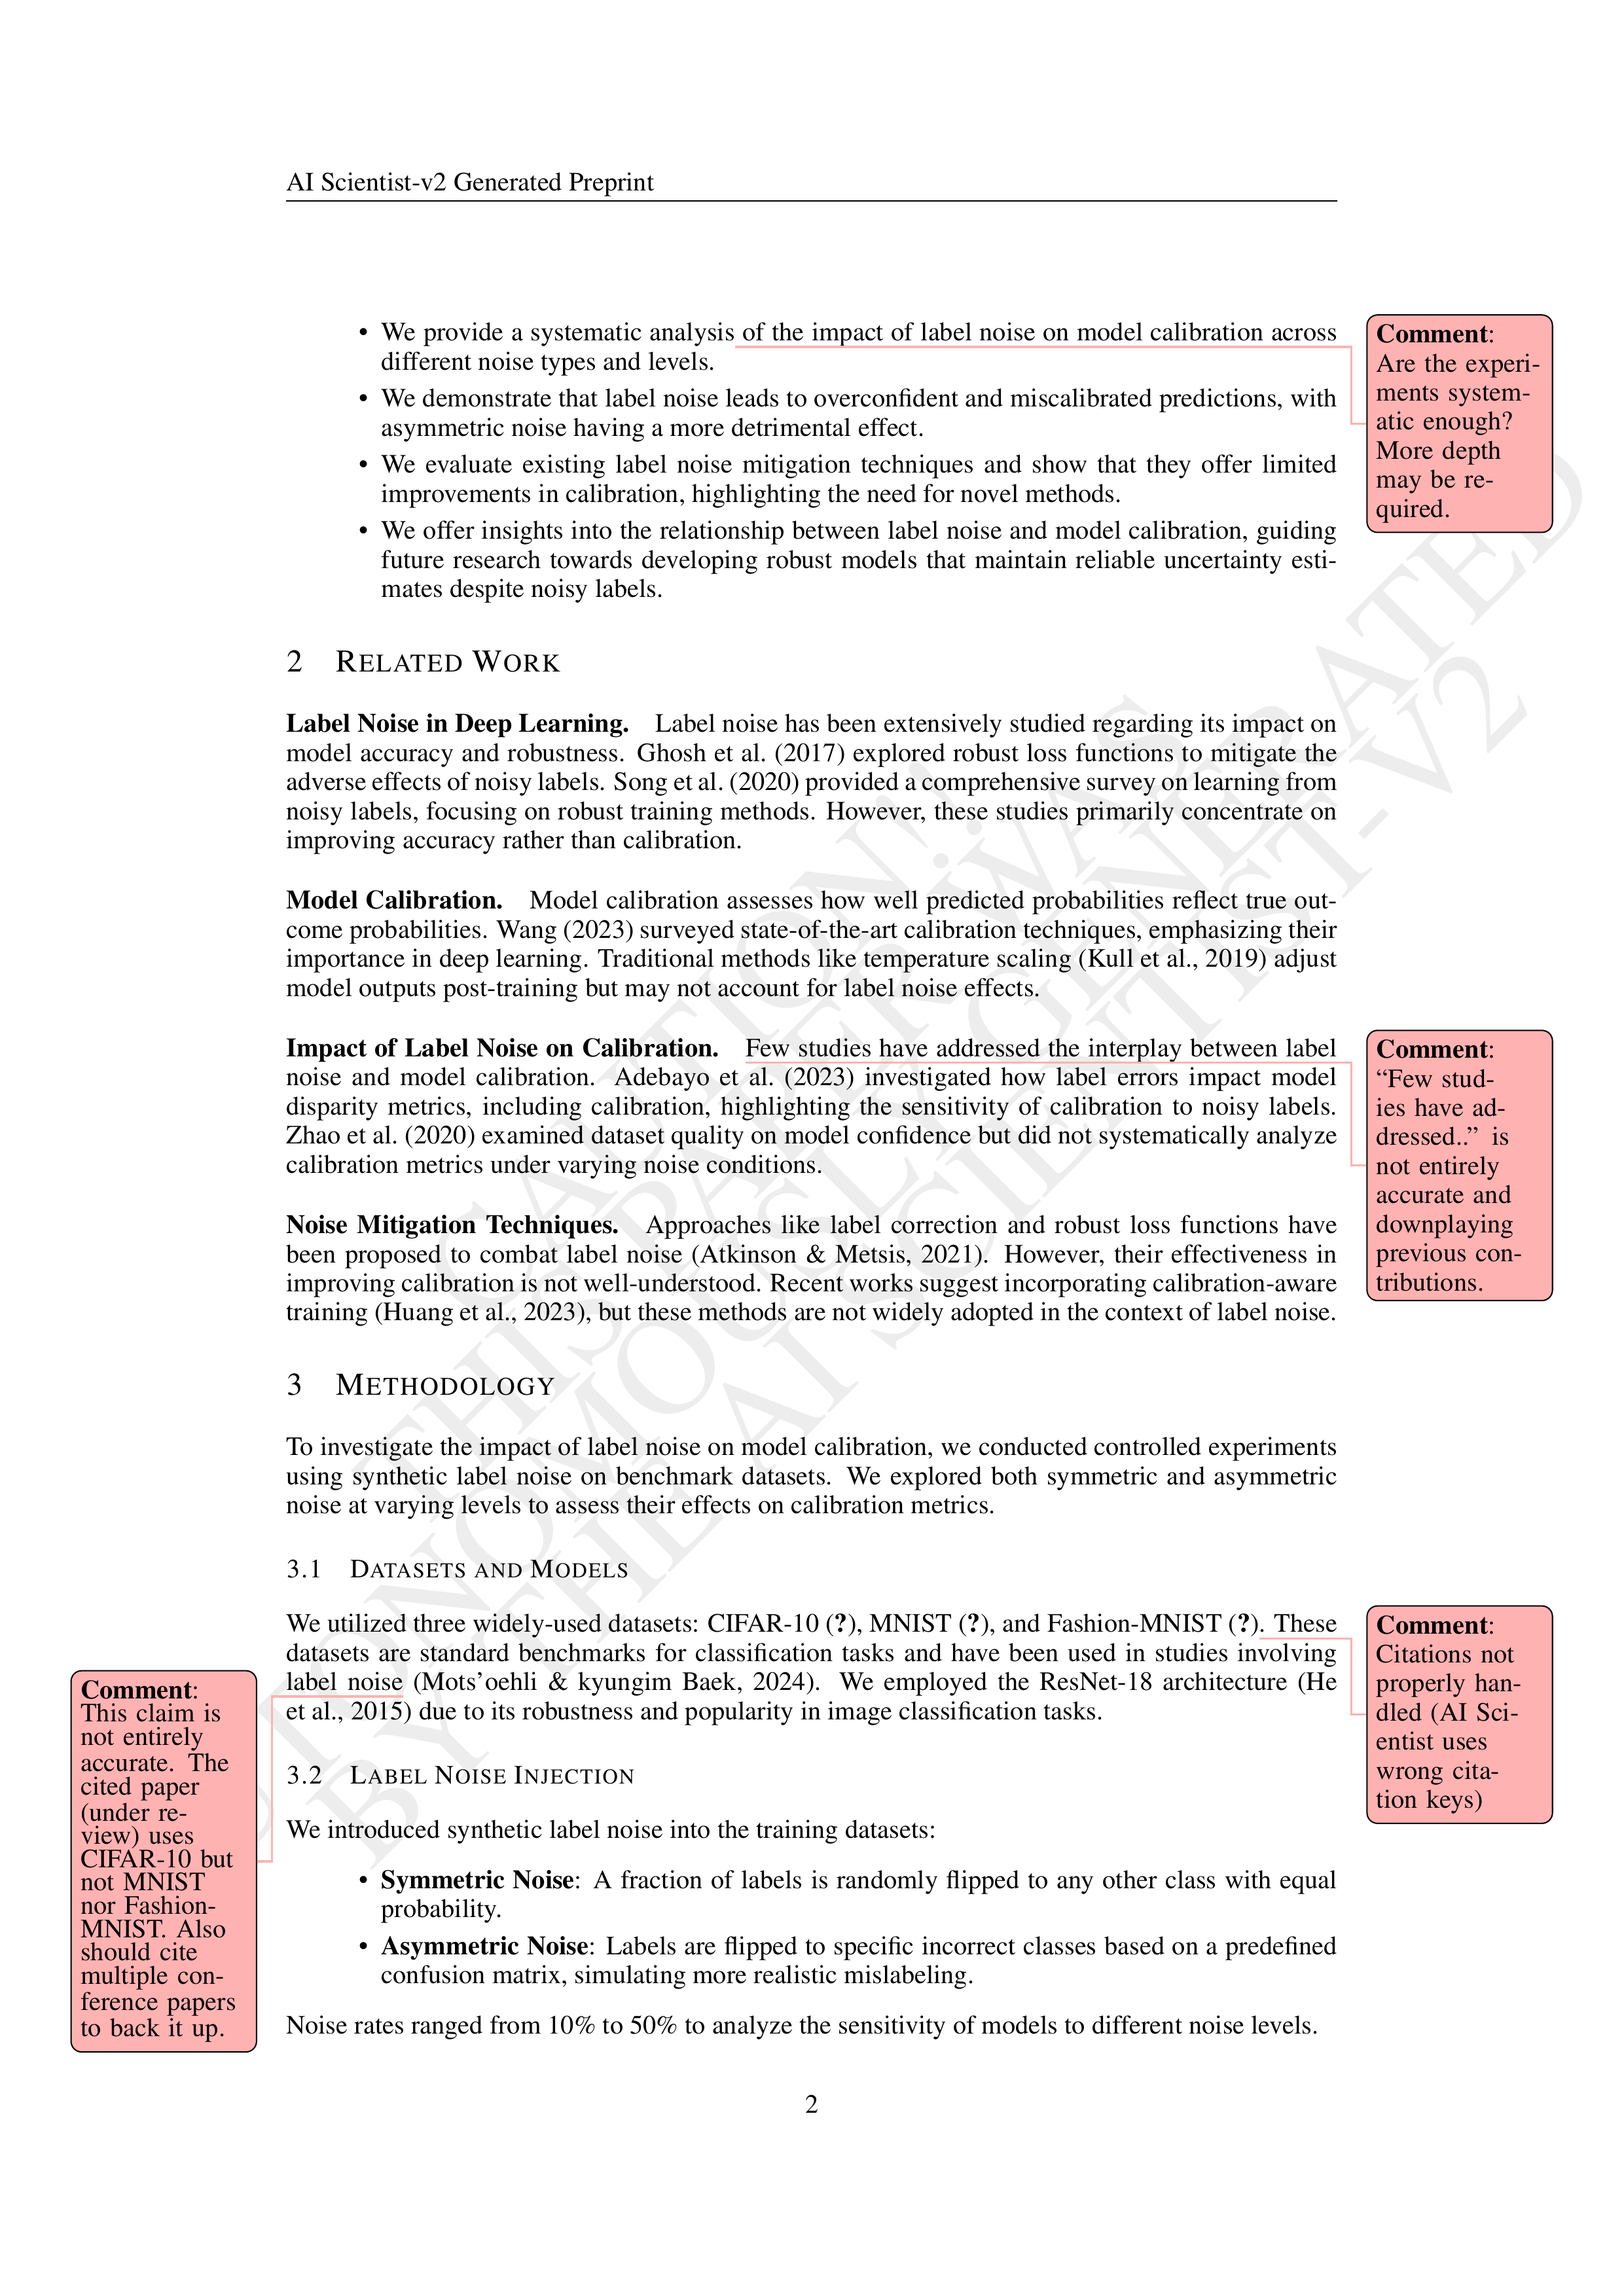 AI Scientist-v2 Generated Preprint
• We provide a systematic analysis of the impact of label noise on model calibration across
different noise types and levels.
• We demonstrate that label noise leads to overconfident and miscalibrated predictions, with
asymmetric noise having a more detrimental effect.
• We evaluate existing label noise mitigation techniques and show that they offer limited
improvements in calibration, highlighting the need for novel methods.
• We offer insights into the relationship between label noise and model calibration, guiding
future research towards developing robust models that maintain reliable uncertainty esti-
mates despite noisy labels.
Comment:
Are the experi-
ments system-
atic enough?
More depth
may be re-
quired.
2 RELATED WORK
Label Noise in Deep Learning. Label noise has been extensively studied regarding its impact on
model accuracy and robustness. Ghosh et al. (2017) explored robust loss functions to mitigate the
adverse effects of noisy labels. Song et al. (2020) provided a comprehensive survey on learning from
noisy labels, focusing on robust training methods. However, these studies primarily concentrate on
improving accuracy rather than calibration.
Model Calibration. Model calibration assesses how well predicted probabilities reflect true out-
come probabilities. Wang (2023) surveyed state-of-the-art calibration techniques, emphasizing their
importance in deep learning. Traditional methods like temperature scaling (Kull et al., 2019) adjust
model outputs post-training but may not account for label noise effects.
Impact of Label Noise on Calibration. Few studies have addressed the interplay between label
noise and model calibration. Adebayo et al. (2023) investigated how label errors impact model
disparity metrics, including calibration, highlighting the sensitivity of calibration to noisy labels.
Zhao et al. (2020) examined dataset quality on model confidence but did not systematically analyze
calibration metrics under varying noise conditions.
Comment:
“Few stud-
ies have ad-
dressed..” is
not entirely
accurate and
downplaying
previous con-
tributions.
Noise Mitigation Techniques. Approaches like label correction and robust loss functions have
been proposed to combat label noise (Atkinson & Metsis, 2021). However, their effectiveness in
improving calibration is not well-understood. Recent works suggest incorporating calibration-aware
training (Huang et al., 2023), but these methods are not widely adopted in the context of label noise.
3 METHODOLOGY
To investigate the impact of label noise on model calibration, we conducted controlled experiments
using synthetic label noise on benchmark datasets. We explored both symmetric and asymmetric
noise at varying levels to assess their effects on calibration metrics.
3.1 DATASETS AND MODELS
We utilized three widely-used datasets: CIFAR-10 (?), MNIST (?), and Fashion-MNIST (?). These
datasets are standard benchmarks for classification tasks and have been used in studies involving
label noise (Mots’oehli & kyungim Baek, 2024). We employed the ResNet-18 architecture (He
et al., 2015) due to its robustness and popularity in image classification tasks.
Comment:
Citations not
properly han-
dled (AI Sci-
entist uses
wrong cita-
tion keys)
Comment:
This claim is
not entirely
accurate. The
cited paper
(under re-
view) uses
CIFAR-10 but
not MNIST
nor Fashion-
MNIST. Also
should cite
multiple con-
ference papers
to back it up.
3.2 LABEL NOISE INJECTION
We introduced synthetic label noise into the training datasets:
• Symmetric Noise: A fraction of labels is randomly flipped to any other class with equal
probability.
• Asymmetric Noise: Labels are flipped to specific incorrect classes based on a predefined
confusion matrix, simulating more realistic mislabeling.
Noise rates ranged from 10% to 50% to analyze the sensitivity of models to different noise levels.
2
CAUTION!!
THIS PAPER WAS
TONOMOUSLY GENERATED
BY THE AI SCIENTIST-V2